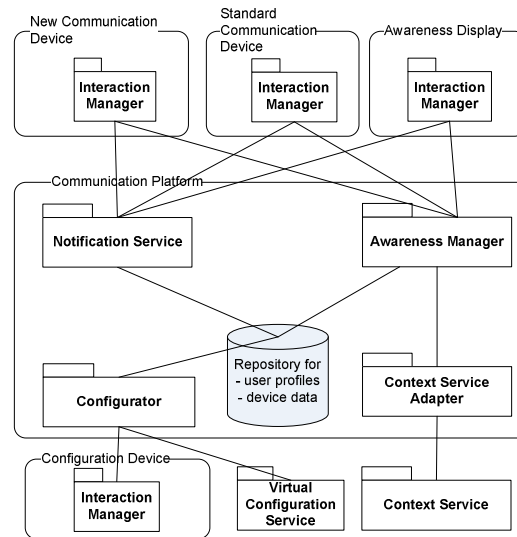 New Communication
Device
Standard
Communication
Device
Awareness Display
Interaction
Manager
Interaction
Manager
Interaction
Manager
Communication Platform
Notification Service
Awareness Manager
Repository for
- user profiles
- device data
Configurator
Context Service
Adapter
Configuration Device
Interaction
Manager
Virtual
Configuration
Service
Context Service